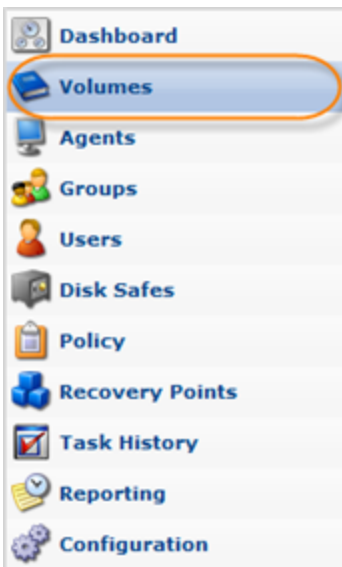 Dashboard
Volumes
Agents
Groups
Users
Disk Safes
Policy
Recovery Points
Task History
Reporting
Configuration